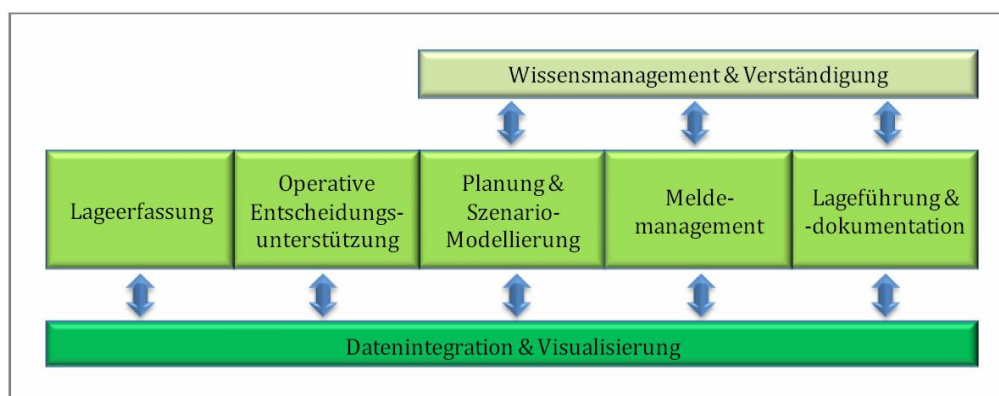 Wissensmanagement & Verständigung
Lageerfassung
Operative
Entscheidungs-
unterstützung
Planung &
Szenario-
Modellierung
Melde-
management
Lageführung &
-dokumentation
Datenintegration & Visualisierung